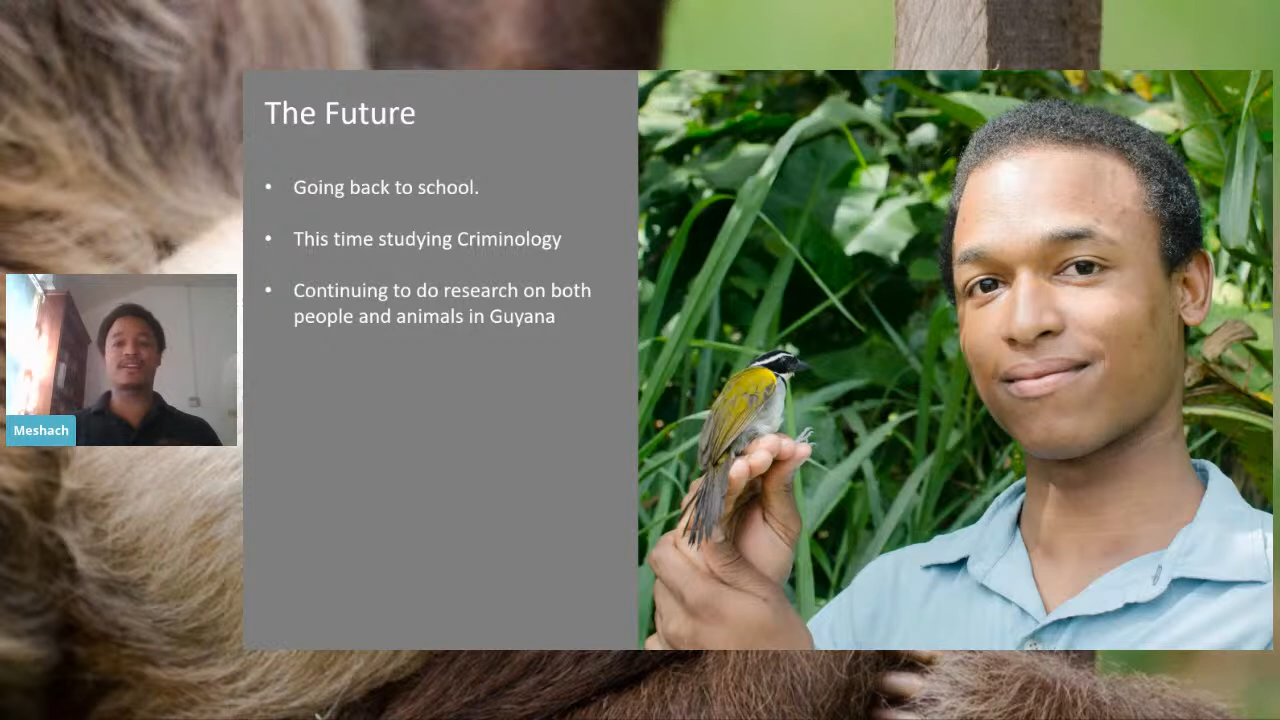 The Future
• Going back to school.
• This time studying Criminology
• Continuing to do research on both
people and animals in Guyana
Meshach